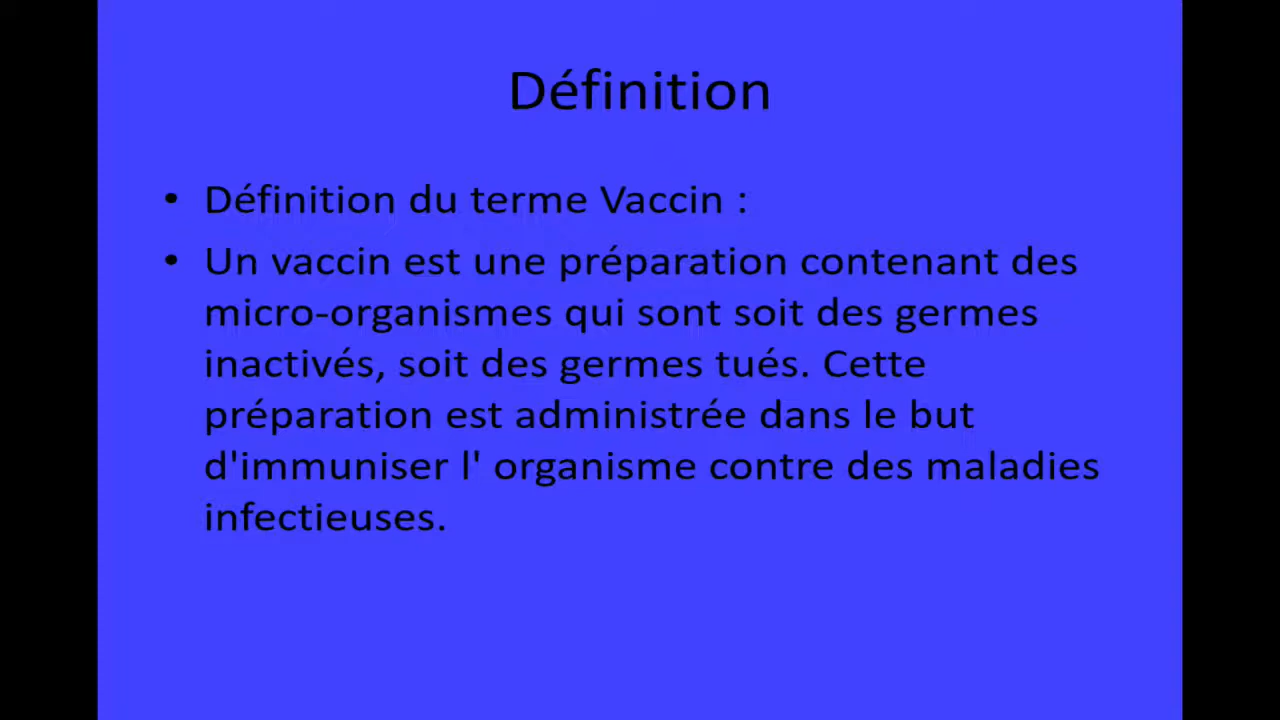 Définition
• Définition du terme Vaccin :
• Un vaccin est une préparation contenant des
micro-organismes qui sont soit des germes
inactivés, soit des germes tués. Cette
préparation est administrée dans le but
d'immuniser l' organisme contre des maladies
infectieuses.